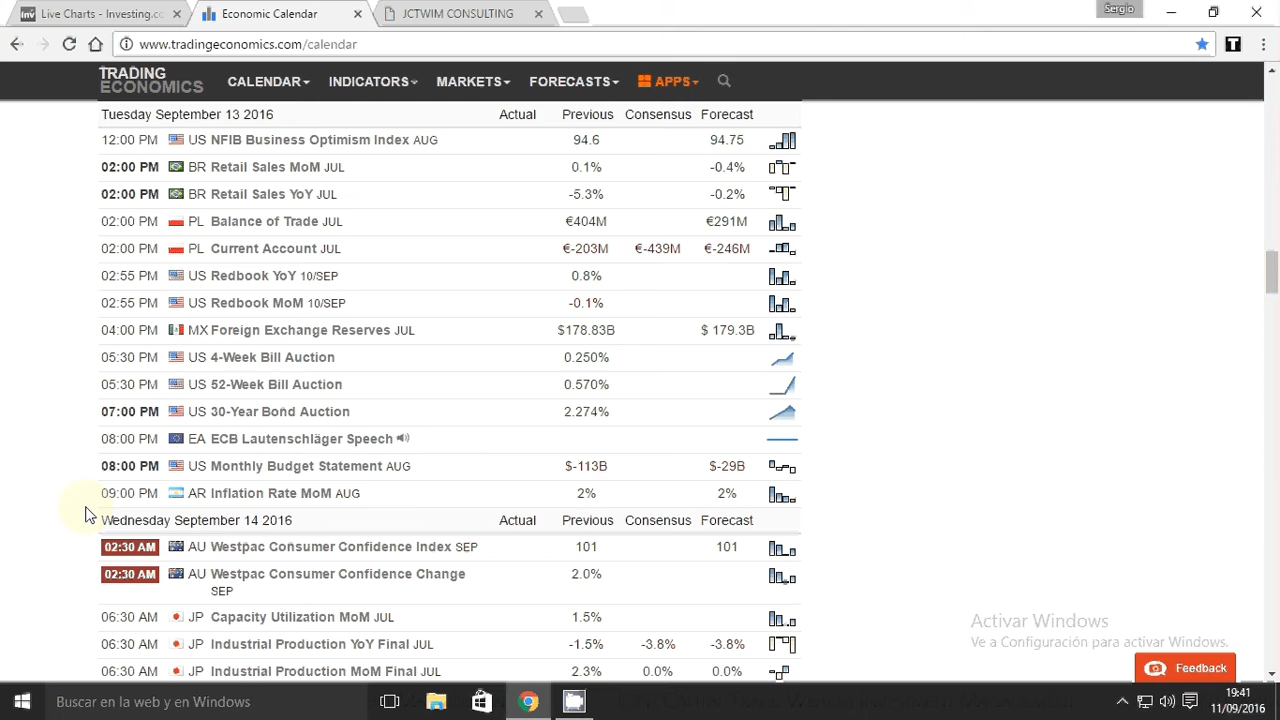 Live Charts - Investing.co
Economic Calendar
JCTWIM CONSULTING
Sergio
www.tradingeconomics.com/calendar
TRADING ECONOMICS CALENDAR INDICATORS MARKETS FORECASTS APPS
Tuesday September 13 2016 Actual Previous Consensus Forecast
12:00 PM US NFIB Business Optimism Index AUG 94.6 94.75
02:00 PM BR Retail Sales MoM JUL 0.1% -0.4%
02:00 PM BR Retail Sales YoY JUL -5.3% -0.2%
02:00 PM PL Balance of Trade JUL €404M €291M
02:00 PM PL Current Account JUL €-203M €-439M €-246M
02:55 PM US Redbook YoY 10/SEP 0.8%
02:55 PM US Redbook MoM 10/SEP -0.1%
04:00 PM MX Foreign Exchange Reserves JUL $178.83B $ 179.3B
05:30 PM US 4-Week Bill Auction 0.250%
05:30 PM US 52-Week Bill Auction 0.570%
07:00 PM US 30-Year Bond Auction 2.274%
08:00 PM EA ECB Lautenschläger Speech
08:00 PM US Monthly Budget Statement AUG $-113B $-29B
09:00 PM AR Inflation Rate MoM AUG 2% 2%
Wednesday September 14 2016 Actual Previous Consensus Forecast
02:30 AM AU Westpac Consumer Confidence Index SEP 101 101
02:30 AM AU Westpac Consumer Confidence Change 2.0%
SEP
06:30 AM JP Capacity Utilization MoM JUL 1.5%
06:30 AM JP Industrial Production YoY Final JUL -1.5% -3.8% -3.8%
06:30 AM JP Industrial Production MoM Final JUL 2.3% 0.0% 0.0%
Activar Windows
Ve a Configuración para activar Windows.
Feedback
Buscar en la web y en Windows
19:41
11/09/2016